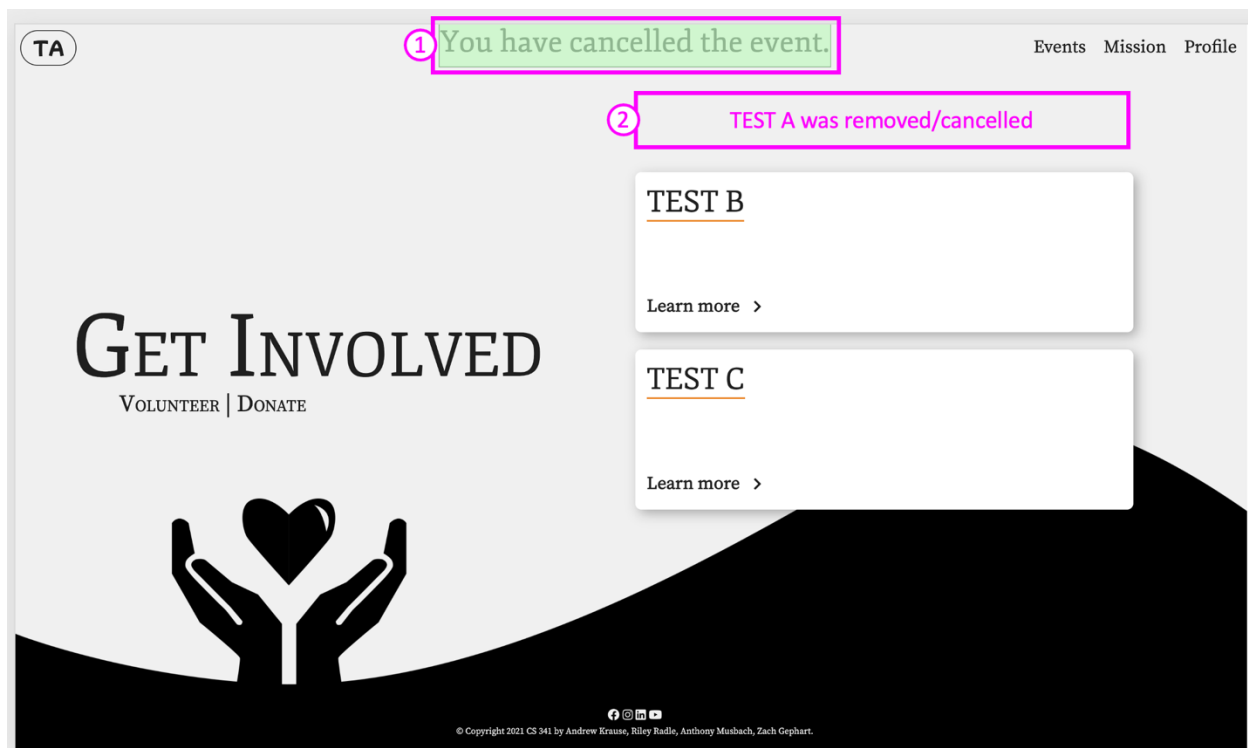 TA
1 You have cancelled the event.
Events Mission Profile
2 TEST A was removed/cancelled
TEST B
Learn more
TEST C
Learn more
GET INVOLVED
VOLUNTEER | DONATE
© Copyright 2021 CS 341 by Andrew Krause, Riley Radle, Anthony Musbach, Zach Gephart.